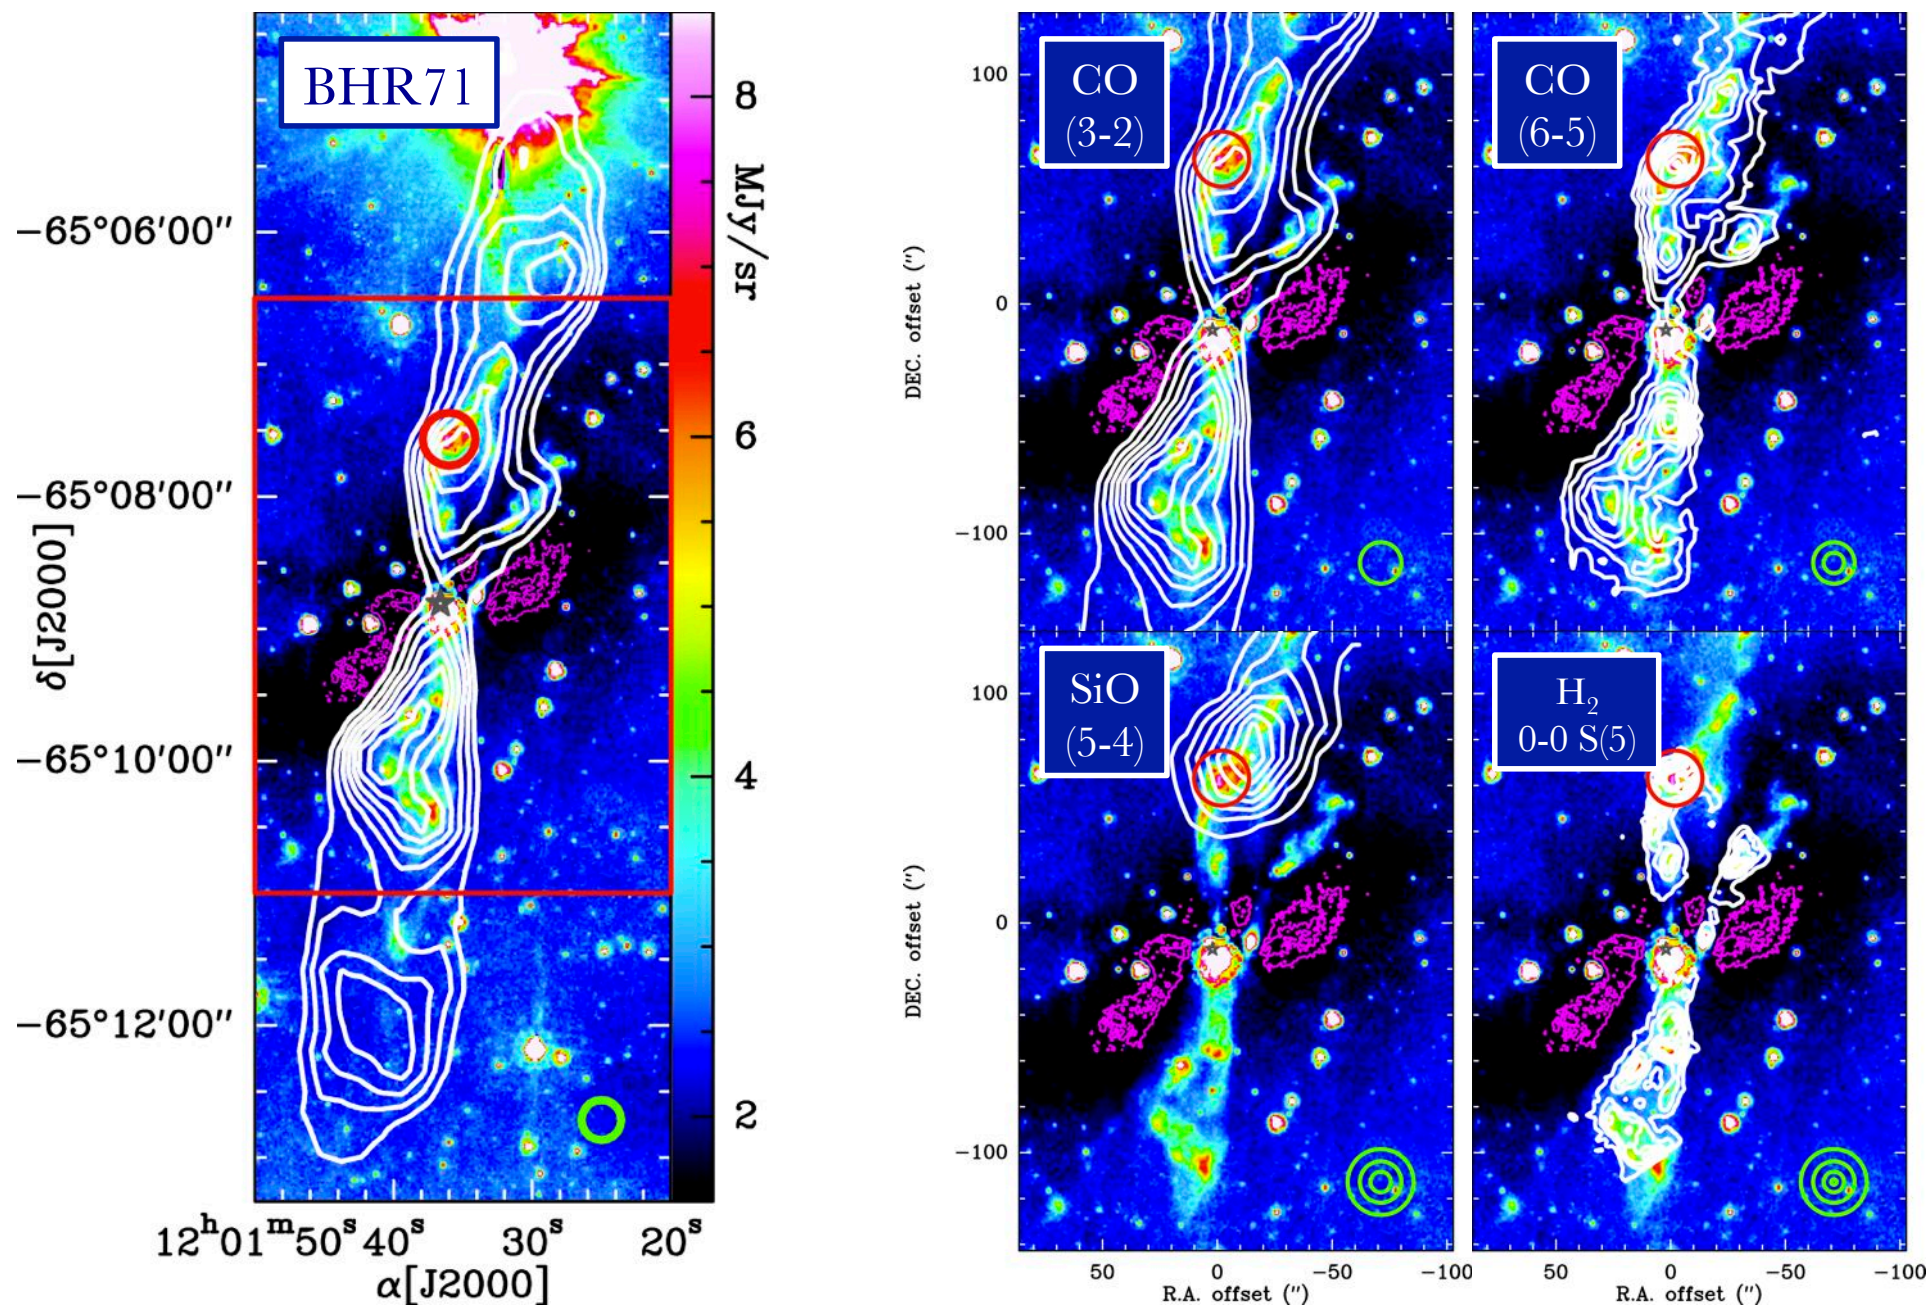 BHR71
8
6
4
2
MJy/sr
−65°06′00″
−65°08′00″
−65°10′00″
−65°12′00″
δ[J2000]
12h01m50s 40s 30s 20s
α[J2000]
CO
(3-2)
CO
(6-5)
100
0
−100
DEC. offset (″)
SiO
(5-4)
H₂
0-0 S(5)
100
0
−100
DEC. offset (″)
50 0 −50 −100
R.A. offset (″)
50 0 −50 −100
R.A. offset (″)